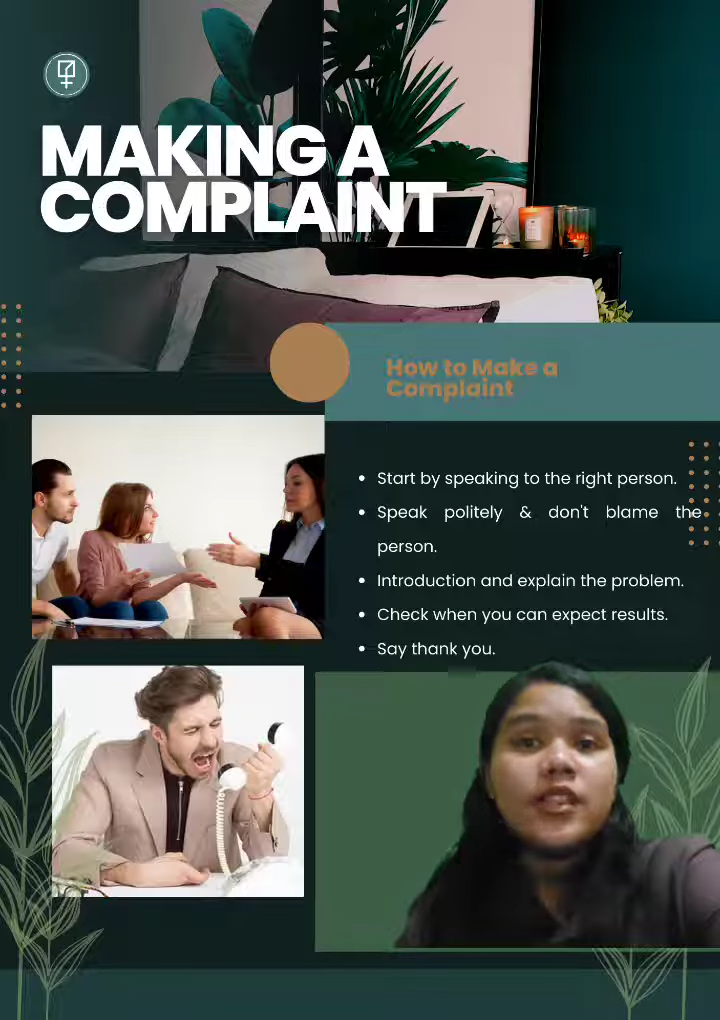 MAKING A
COMPLAINT
How to Make a
Complaint
Start by speaking to the right person.
Speak politely & don't blame the
person.
Introduction and explain the problem.
Check when you can expect results.
Say thank you.